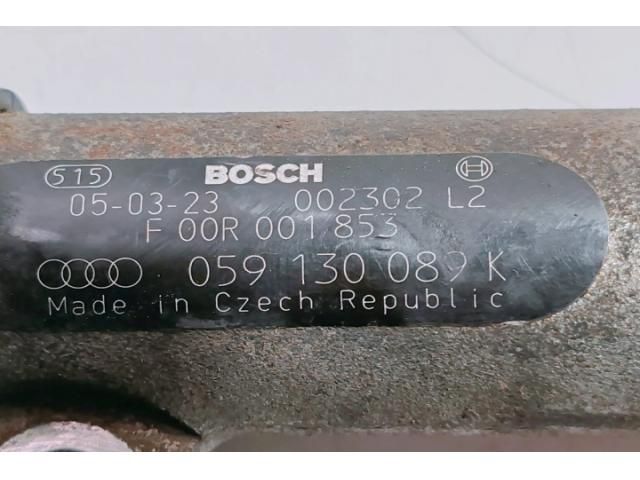 515 BOSCH
05-03-23 002302 L2
F 00R 001 853
059 130 089 K
Made in Czech Republic